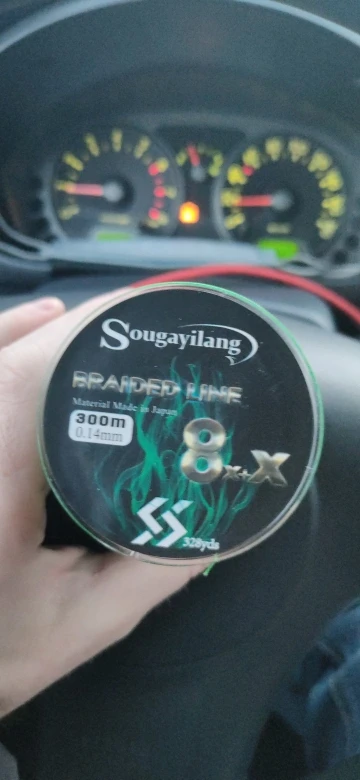 Sougayilang
BRAIDED LINE
Material Made in Japan
300m
0.14mm
8X+X
328yds